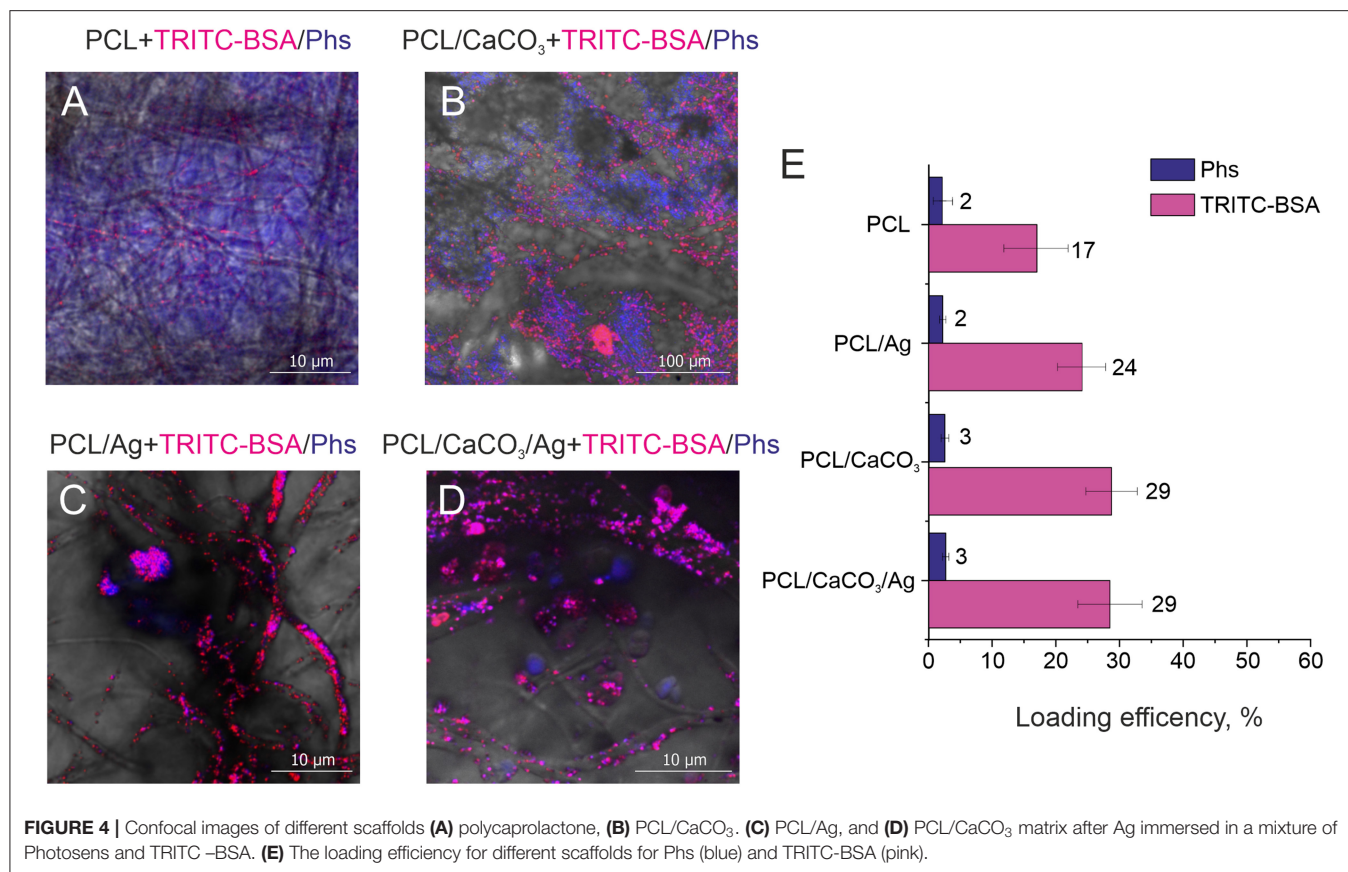 PCL+TRITC-BSA/Phs
PCL/CaCO₃+TRITC-BSA/Phs
A
10 µm
B
100 µm
PCL/Ag+TRITC-BSA/Phs
PCL/CaCO₃/Ag+TRITC-BSA/Phs
C
10 µm
D
10 µm
E
Phs
TRITC-BSA
PCL
2
17
PCL/Ag
2
24
PCL/CaCO₃
3
29
PCL/CaCO₃/Ag
3
29
0 10 20 30 40 50 60
Loading efficency, %
FIGURE 4 | Confocal images of different scaffolds (A) polycaprolactone, (B) PCL/CaCO₃. (C) PCL/Ag, and (D) PCL/CaCO₃ matrix after Ag immersed in a mixture of
Photosens and TRITC –BSA. (E) The loading efficiency for different scaffolds for Phs (blue) and TRITC-BSA (pink).